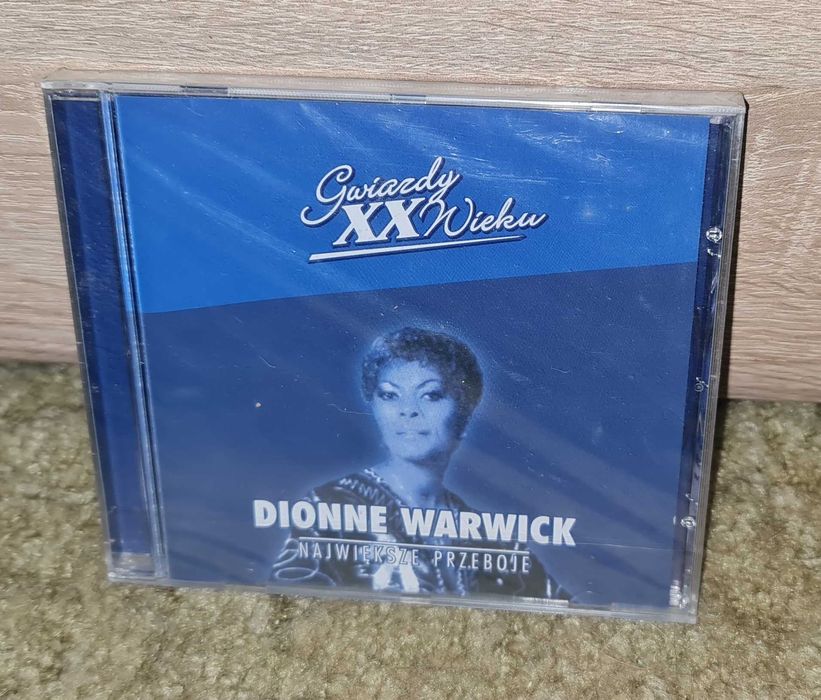 Gwiazdy
XX Wieku
DIONNE WARWICK
NAJWIĘKSZE PRZEBOJE